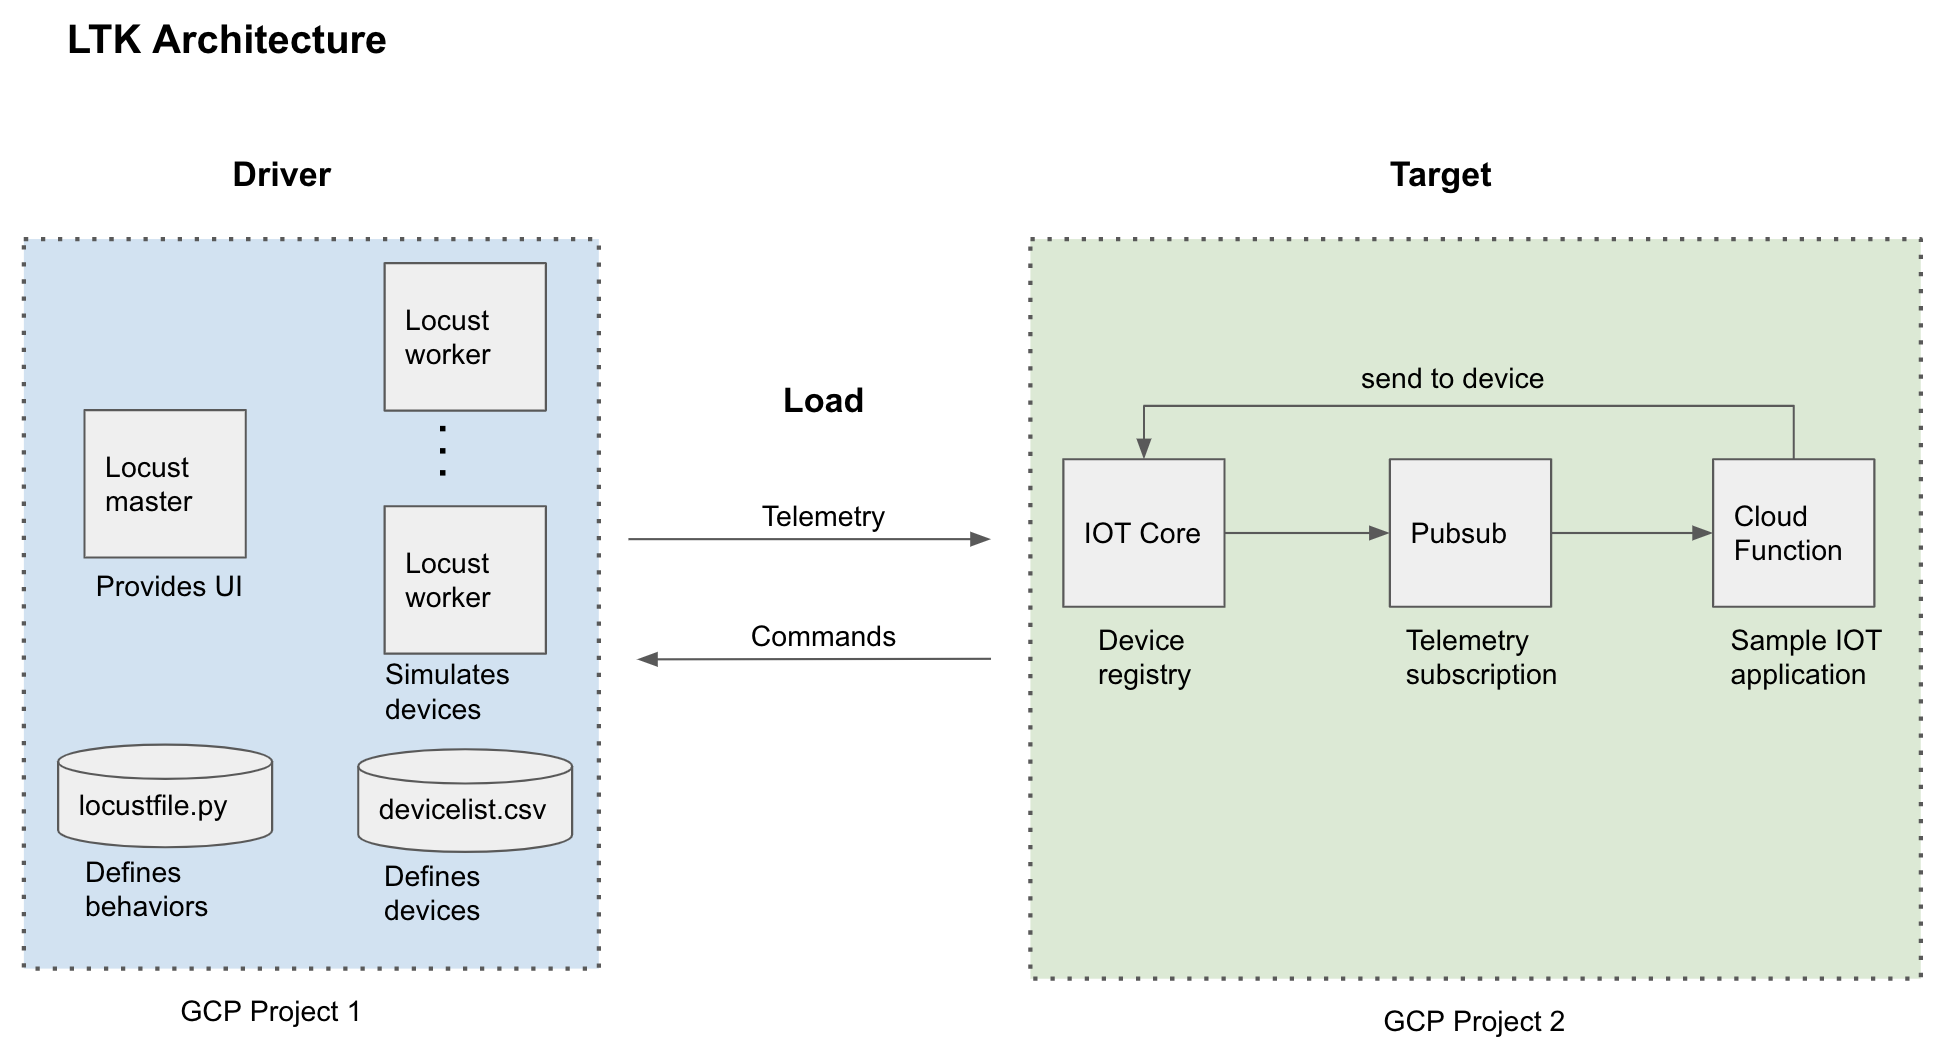 LTK Architecture
Driver
Locust
worker
Locust
master
Provides UI
Locust
worker
Simulates
devices
locustfile.py
Defines
behaviors
devicelist.csv
Defines
devices
GCP Project 1
Load
Telemetry
Commands
Target
send to device
IOT Core
Device
registry
Pubsub
Telemetry
subscription
Cloud
Function
Sample IOT
application
GCP Project 2